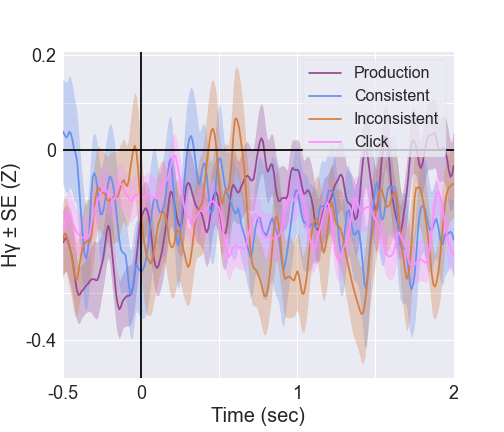 0.2
0
-0.4
Hγ ± SE (Z)
Production
Consistent
Inconsistent
Click
-0.5 0 1 2
Time (sec)